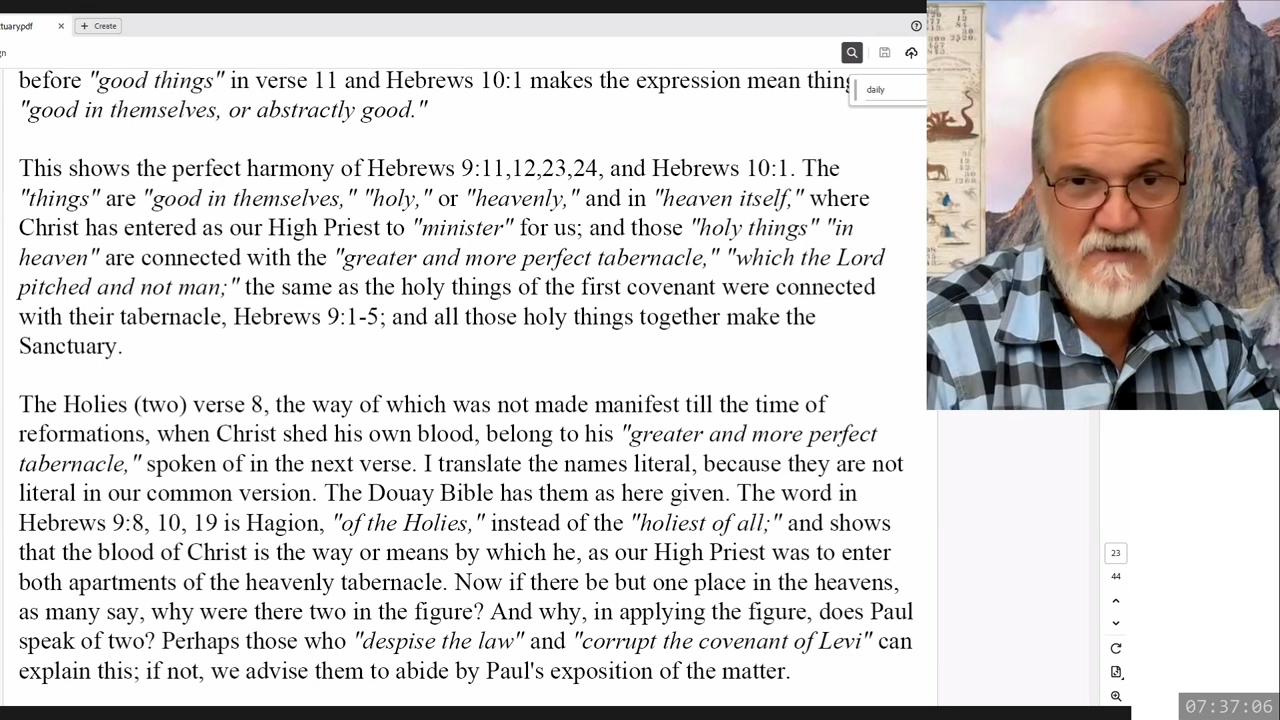 tuary.pdf
Create
gn
daily
before "good things" in verse 11 and Hebrews 10:1 makes the expression mean thing
"good in themselves, or abstractly good."
This shows the perfect harmony of Hebrews 9:11,12,23,24, and Hebrews 10:1. The
"things" are "good in themselves," "holy," or "heavenly," and in "heaven itself," where
Christ has entered as our High Priest to "minister" for us; and those "holy things" "in
heaven" are connected with the "greater and more perfect tabernacle," "which the Lord
pitched and not man;" the same as the holy things of the first covenant were connected
with their tabernacle, Hebrews 9:1-5; and all those holy things together make the
Sanctuary.
The Holies (two) verse 8, the way of which was not made manifest till the time of
reformations, when Christ shed his own blood, belong to his "greater and more perfect
tabernacle," spoken of in the next verse. I translate the names literal, because they are not
literal in our common version. The Douay Bible has them as here given. The word in
Hebrews 9:8, 10, 19 is Hagion, "of the Holies," instead of the "holiest of all;" and shows
that the blood of Christ is the way or means by which he, as our High Priest was to enter
both apartments of the heavenly tabernacle. Now if there be but one place in the heavens,
as many say, why were there two in the figure? And why, in applying the figure, does Paul
speak of two? Perhaps those who "despise the law" and "corrupt the covenant of Levi" can
explain this; if not, we advise them to abide by Paul's exposition of the matter.
23
44
07:37:06